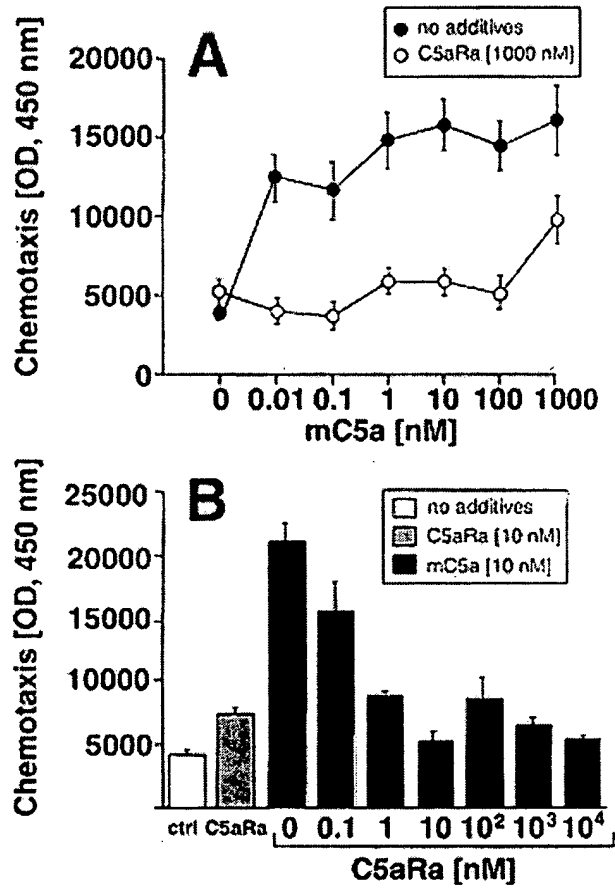 A
no additives
C5aRa [1000 nM]
Chemotaxis [OD, 450 nm]
20000
15000
10000
5000
0
0 0.01 0.1 1 10 100 1000
mC5a [nM]
B
no additives
C5aRa [10 nM]
mC5a [10 nM]
Chemotaxis [OD, 450 nm]
25000
20000
15000
10000
5000
ctrl C5aRa 0 0.1 1 10 10² 10³ 10⁴
C5aRa [nM]